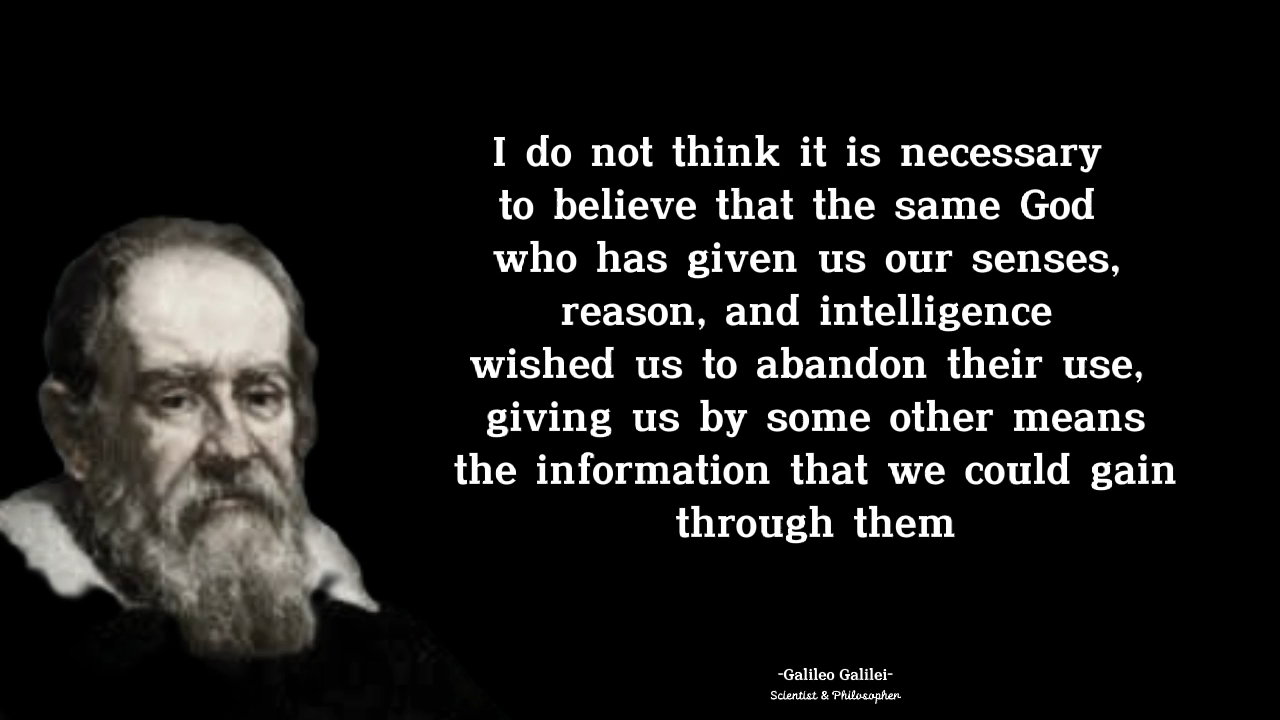 I do not think it is necessary
to believe that the same God
who has given us our senses,
reason, and intelligence
wished us to abandon their use,
giving us by some other means
the information that we could gain
through them
-Galileo Galilei-
Scientist & Philosopher